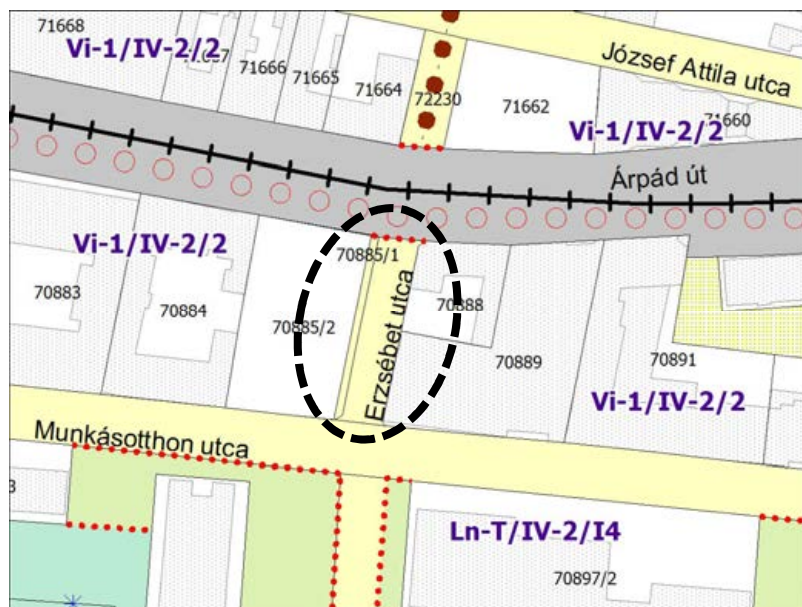 71668
Vi-1/IV-2/2
71666
71665
71664
72230
71662
József Attila utca
Vi-1/IV-2/2
71660
Árpád út
Vi-1/IV-2/2
70885/1
70883
70884
70885/2
Erzsébet utca
70888
70889
70891
Vi-1/IV-2/2
Munkásotthon utca
Ln-T/IV-2/I4
70897/2